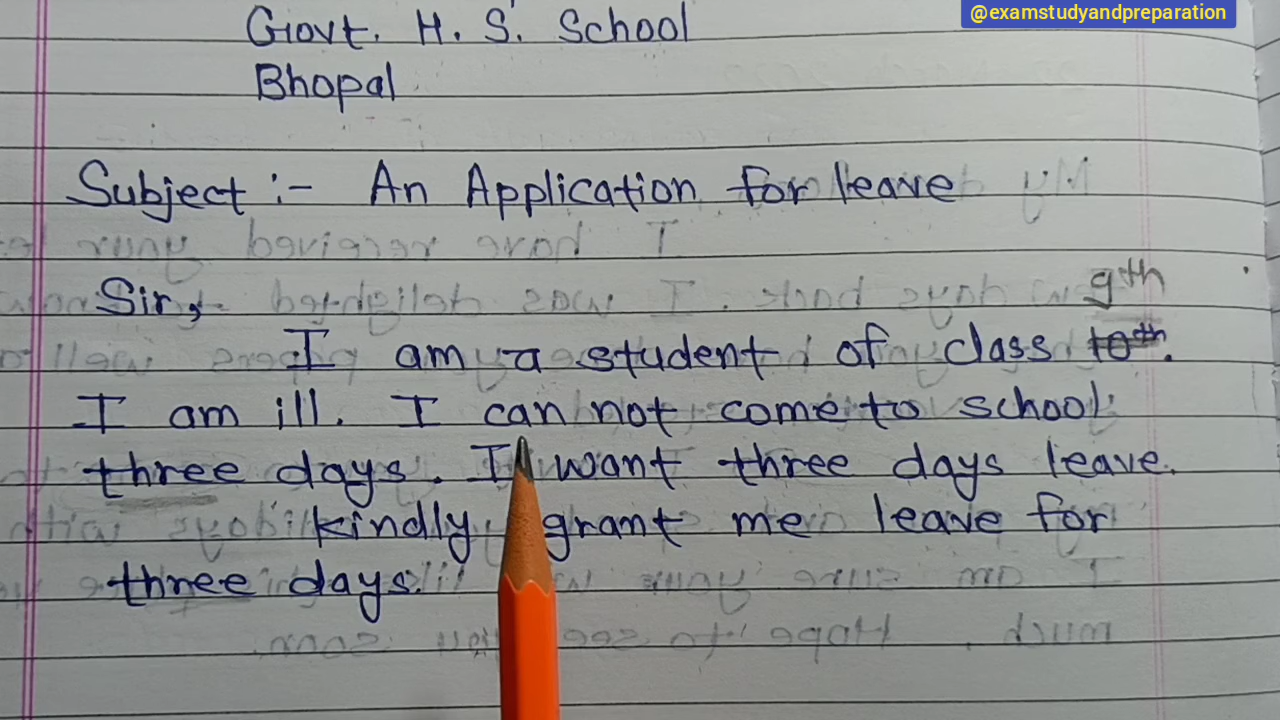 @examstudyandpreparation
Govt. H. S. School
Bhopal
Subject :- An Application for leave
Sir,
9th
I am a student of class 10th.
I am ill. I can not come to school
three days. I want three days leave.
kindly grant me leave for
three days.